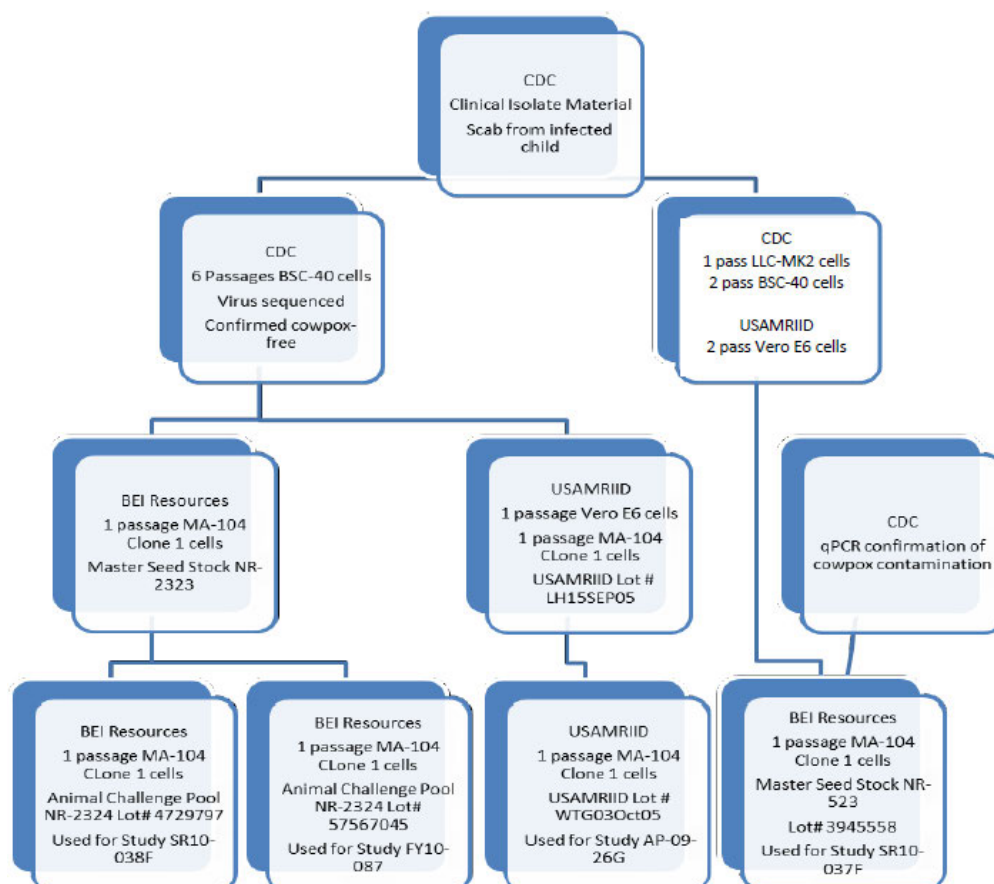 CDC
Clinical Isolate Material
Scab from infected
child
CDC
6 Passages BSC-40 cells
Virus sequenced
Confirmed cowpox-
free
CDC
1 pass LLC-MK2 cells
2 pass BSC-40 cells
USAMRIID
2 pass Vero E6 cells
BEI Resources
1 passage MA-104
Clone 1 cells
Master Seed Stock NR-
2323
USAMRIID
1 passage Vero E6 cells
1 passage MA-104
CLone 1 cells
USAMRIID Lot #
LH15SEP05
CDC
qPCR confirmation of
cowpox contamination
BEI Resources
1 passage MA-104
CLone 1 cells
Animal Challenge Pool
NR-2324 Lot# 4729797
Used for Study SR10-
038F
BEI Resources
1 passage MA-104
CLone 1 cells
Animal Challenge Pool
NR-2324 Lot#
57567045
Used for Study FY10-
087
USAMRIID
1 passage MA-104
Clone 1 cells
USAMRIID Lot #
WTG03Oct05
Used for Study AP-09-
26G
BEI Resources
1 passage MA-104
Clone 1 cells
Master Seed Stock NR-
523
Lot# 3945558
Used for Study SR10-
037F